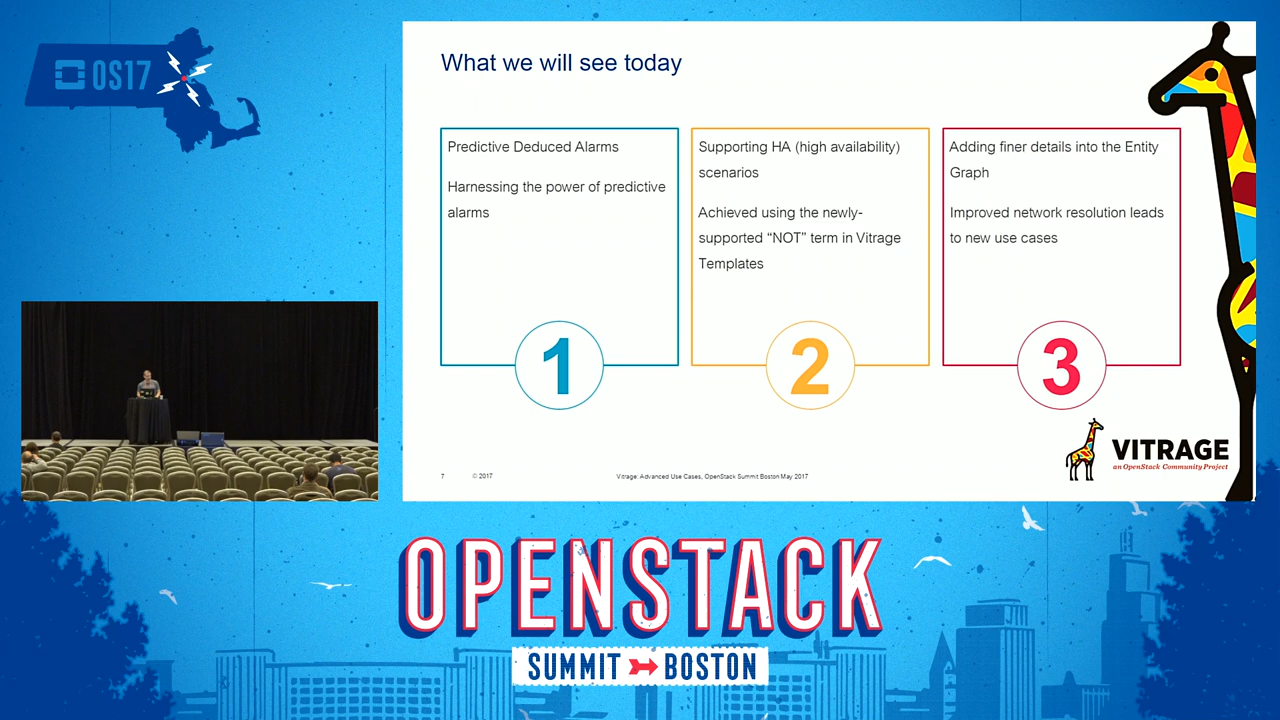 OS17
What we will see today
Predictive Deduced Alarms
Harnessing the power of predictive
alarms
1
Supporting HA (high availability)
scenarios
Achieved using the newly-
supported “NOT” term in Vitrage
Templates
2
Adding finer details into the Entity
Graph
Improved network resolution leads
to new use cases
3
VITRAGE
an OpenStack Community Project
7
© 2017
Vitrage: Advanced Use Cases, OpenStack Summit Boston May 2017
OPENSTACK
SUMMIT BOSTON